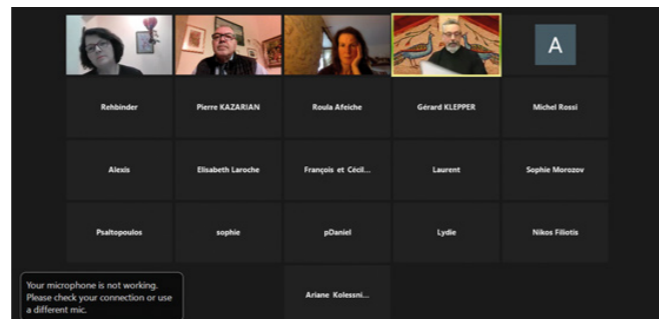 A
Rehbinder
Pierre KAZARIAN
Roula Afeiche
Gérard KLEPPER
Michel Rossi
Alexis
Elisabeth Laroche
François et Cécil...
Laurent
Sophie Morozov
Psaltopoulos
sophie
pDaniel
Lydie
Nikos Filiotis
Your microphone is not working.
Please check your connection or use
a different mic.
Ariane Kolessni...